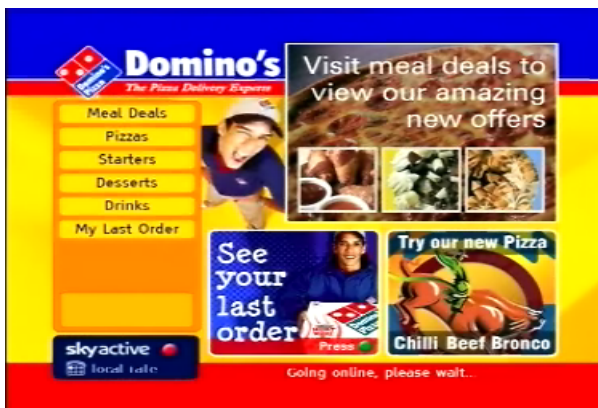 Domino's
The Pizza Delivery Experts
Domino's
Pizza
Visit meal deals to
view our amazing
new offers
Meal Deals
Pizzas
Starters
Desserts
Drinks
My Last Order
See
your
last
order
Press
Try our new Pizza
Chilli Beef Bronco
skyactive
local rate
Going online, please wait...